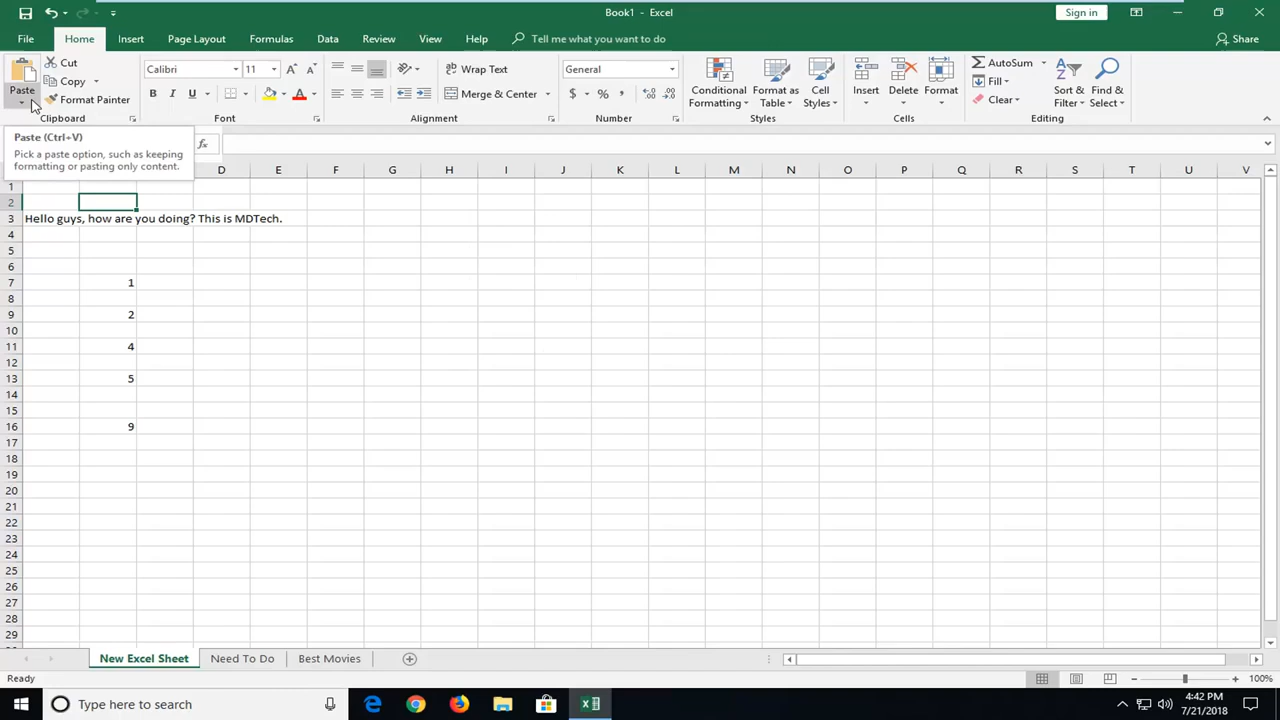 Book1 - Excel
Sign in
File Home Insert Page Layout Formulas Data Review View Help Tell me what you want to do Share
Paste
Cut
Copy
Format Painter
Clipboard
Calibri 11
B I U
Font
Wrap Text
Merge & Center
Alignment
General
$ % ,
Number
Conditional Formatting
Format as Table
Cell Styles
Styles
Insert
Delete
Format
Cells
AutoSum
Fill
Clear
Sort & Filter
Find & Select
Editing
Paste (Ctrl+V)
Pick a paste option, such as keeping
formatting or pasting only content.
fx
D E F G H I J K L M N O P Q R S T U V
1
2
3 Hello guys, how are you doing? This is MDTech.
4
5
6
7 1
8
9 2
10
11 4
12
13 5
14
15
16 9
17
18
19
20
21
22
23
24
25
26
27
28
29
New Excel Sheet Need To Do Best Movies
Ready
100%
Type here to search
4:42 PM
7/21/2018